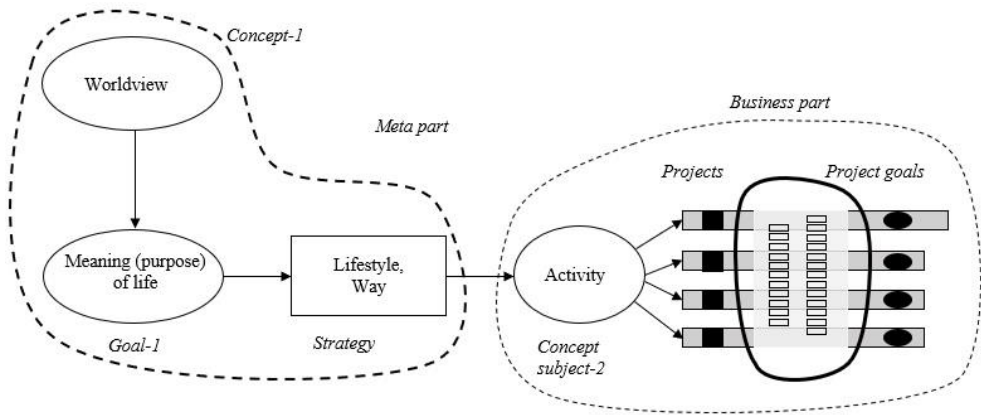 Concept-1
Worldview
Meta part
Business part
Projects
Project goals
Meaning (purpose)
of life
Lifestyle,
Way
Activity
Goal-1
Strategy
Concept
subject-2